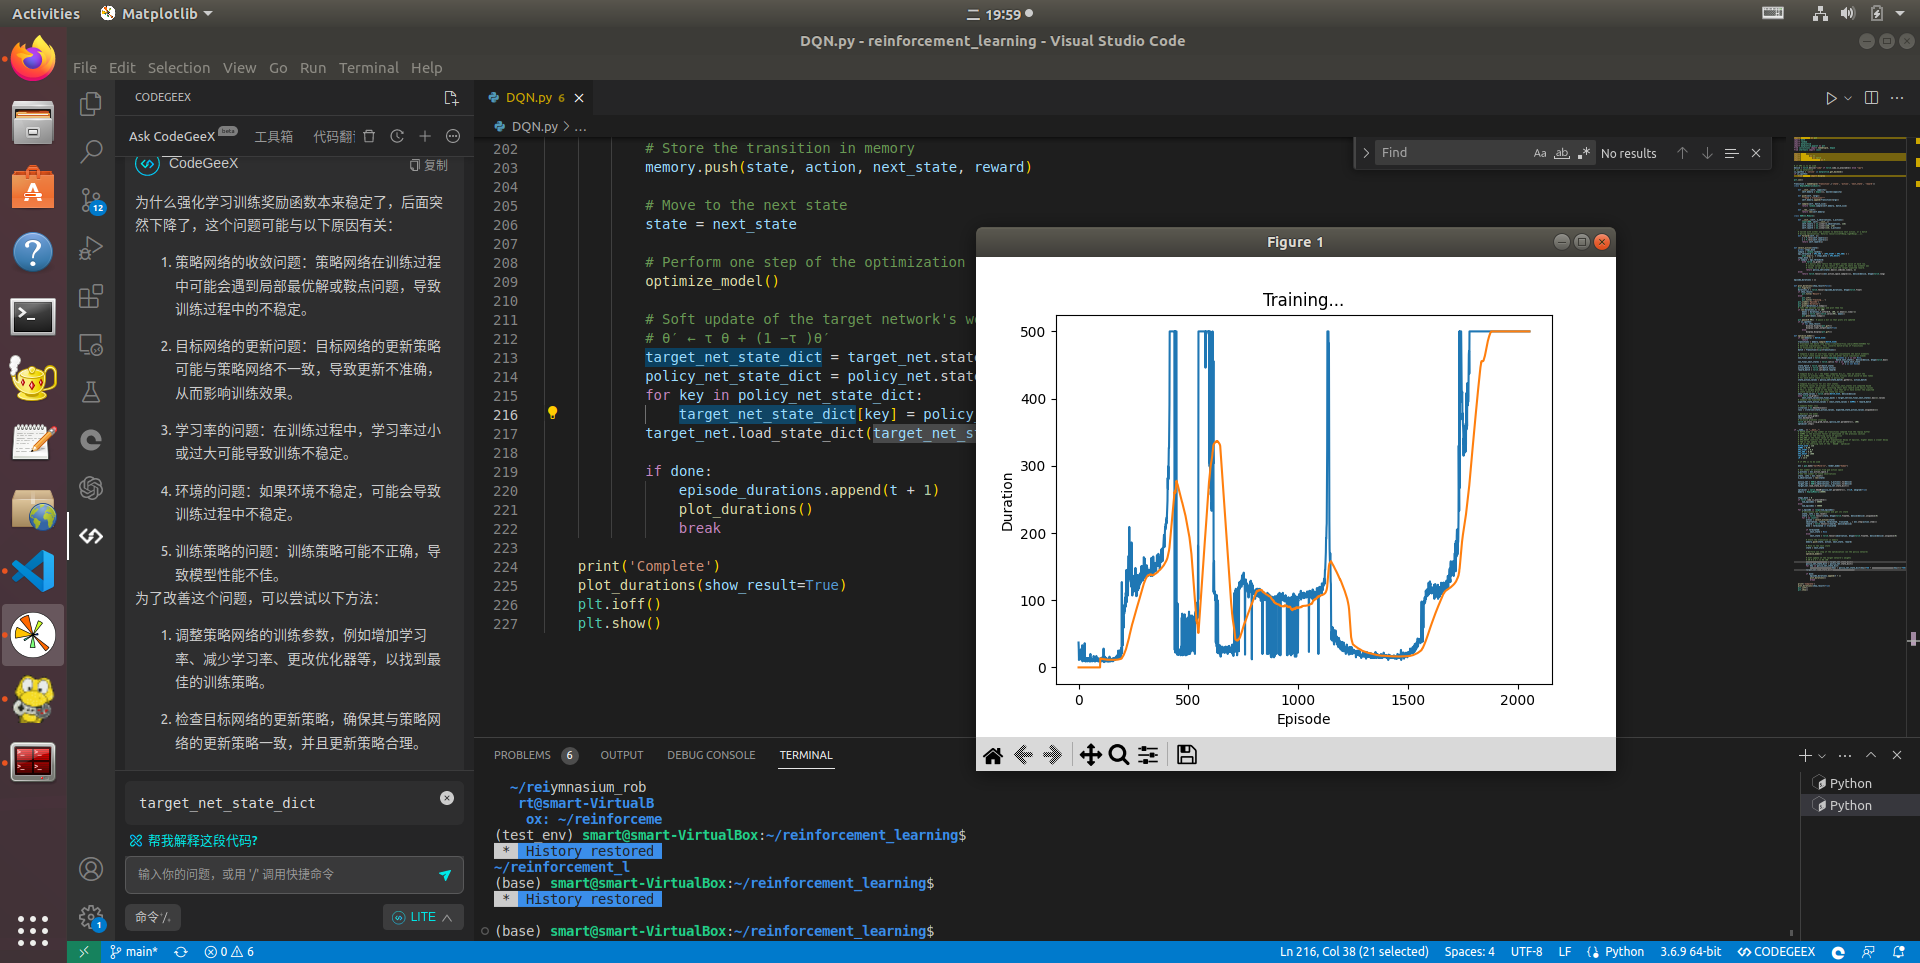 Activities
Matplotlib
二 19:59
DQN.py - reinforcement_learning - Visual Studio Code
File Edit Selection View Go Run Terminal Help
CODEGEEX
Ask CodeGeeX beta 工具箱 代码翻
CodeGeeX
复制
为什么强化学习训练奖励函数本来稳定了，后面突
然下降了，这个问题可能与以下原因有关：
1. 策略网络的收敛问题：策略网络在训练过程
中可能会遇到局部最优解或鞍点问题，导致
训练过程中的不稳定。
2. 目标网络的更新问题：目标网络的更新策略
可能与策略网络不一致，导致更新不准确，
从而影响训练效果。
3. 学习率的问题：在训练过程中，学习率过小
或过大可能导致训练不稳定。
4. 环境的问题：如果环境不稳定，可能会导致
训练过程中不稳定。
5. 训练策略的问题：训练策略可能不正确，导
致模型性能不佳。
为了改善这个问题，可以尝试以下方法：
1. 调整策略网络的训练参数，例如增加学习
率、减少学习率、更改优化器等，以找到最
佳的训练策略。
2. 检查目标网络的更新策略，确保其与策略网
络的更新策略一致，并且更新策略合理。
target_net_state_dict
帮我解释这段代码?
输入你的问题，或用 '/' 调用快捷命令
命令'/'
LITE
12
1
DQN.py 6
DQN.py > ...
Find
Aa ab .* No results
202 # Store the transition in memory
203 memory.push(state, action, next_state, reward)
204
205 # Move to the next state
206 state = next_state
207
208 # Perform one step of the optimization
209 optimize_model()
210
211 # Soft update of the target network's we
212 # θ′ ← τ θ + (1 −τ )θ′
213 target_net_state_dict = target_net.state
214 policy_net_state_dict = policy_net.state
215 for key in policy_net_state_dict:
216 target_net_state_dict[key] = policy_
217 target_net.load_state_dict(target_net_st
218
219 if done:
220 episode_durations.append(t + 1)
221 plot_durations()
222 break
223
224 print('Complete')
225 plot_durations(show_result=True)
226 plt.ioff()
227 plt.show()
Figure 1
Training...
Duration
500
400
300
200
100
0
0 500 1000 1500 2000
Episode
PROBLEMS 6 OUTPUT DEBUG CONSOLE TERMINAL
~/reiymnasium_rob
rt@smart-VirtualB
ox: ~/reinforceme
(test_env) smart@smart-VirtualBox:~/reinforcement_learning$
* History restored
~/reinforcement_l
(base) smart@smart-VirtualBox:~/reinforcement_learning$
* History restored
(base) smart@smart-VirtualBox:~/reinforcement_learning$
Python
Python
main* 0 6
Ln 216, Col 38 (21 selected) Spaces: 4 UTF-8 LF Python 3.6.9 64-bit CODEGEEX